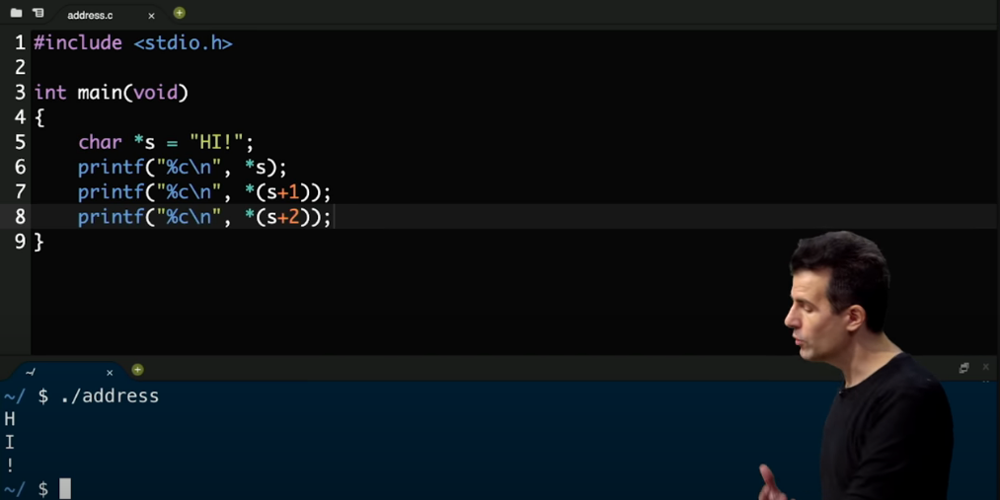 address.c × +
1 #include <stdio.h>
2
3 int main(void)
4 {
5     char *s = "HI!";
6     printf("%c\n", *s);
7     printf("%c\n", *(s+1));
8     printf("%c\n", *(s+2));
9 }
~/ × +
~/ $ ./address
H
I
!
~/ $